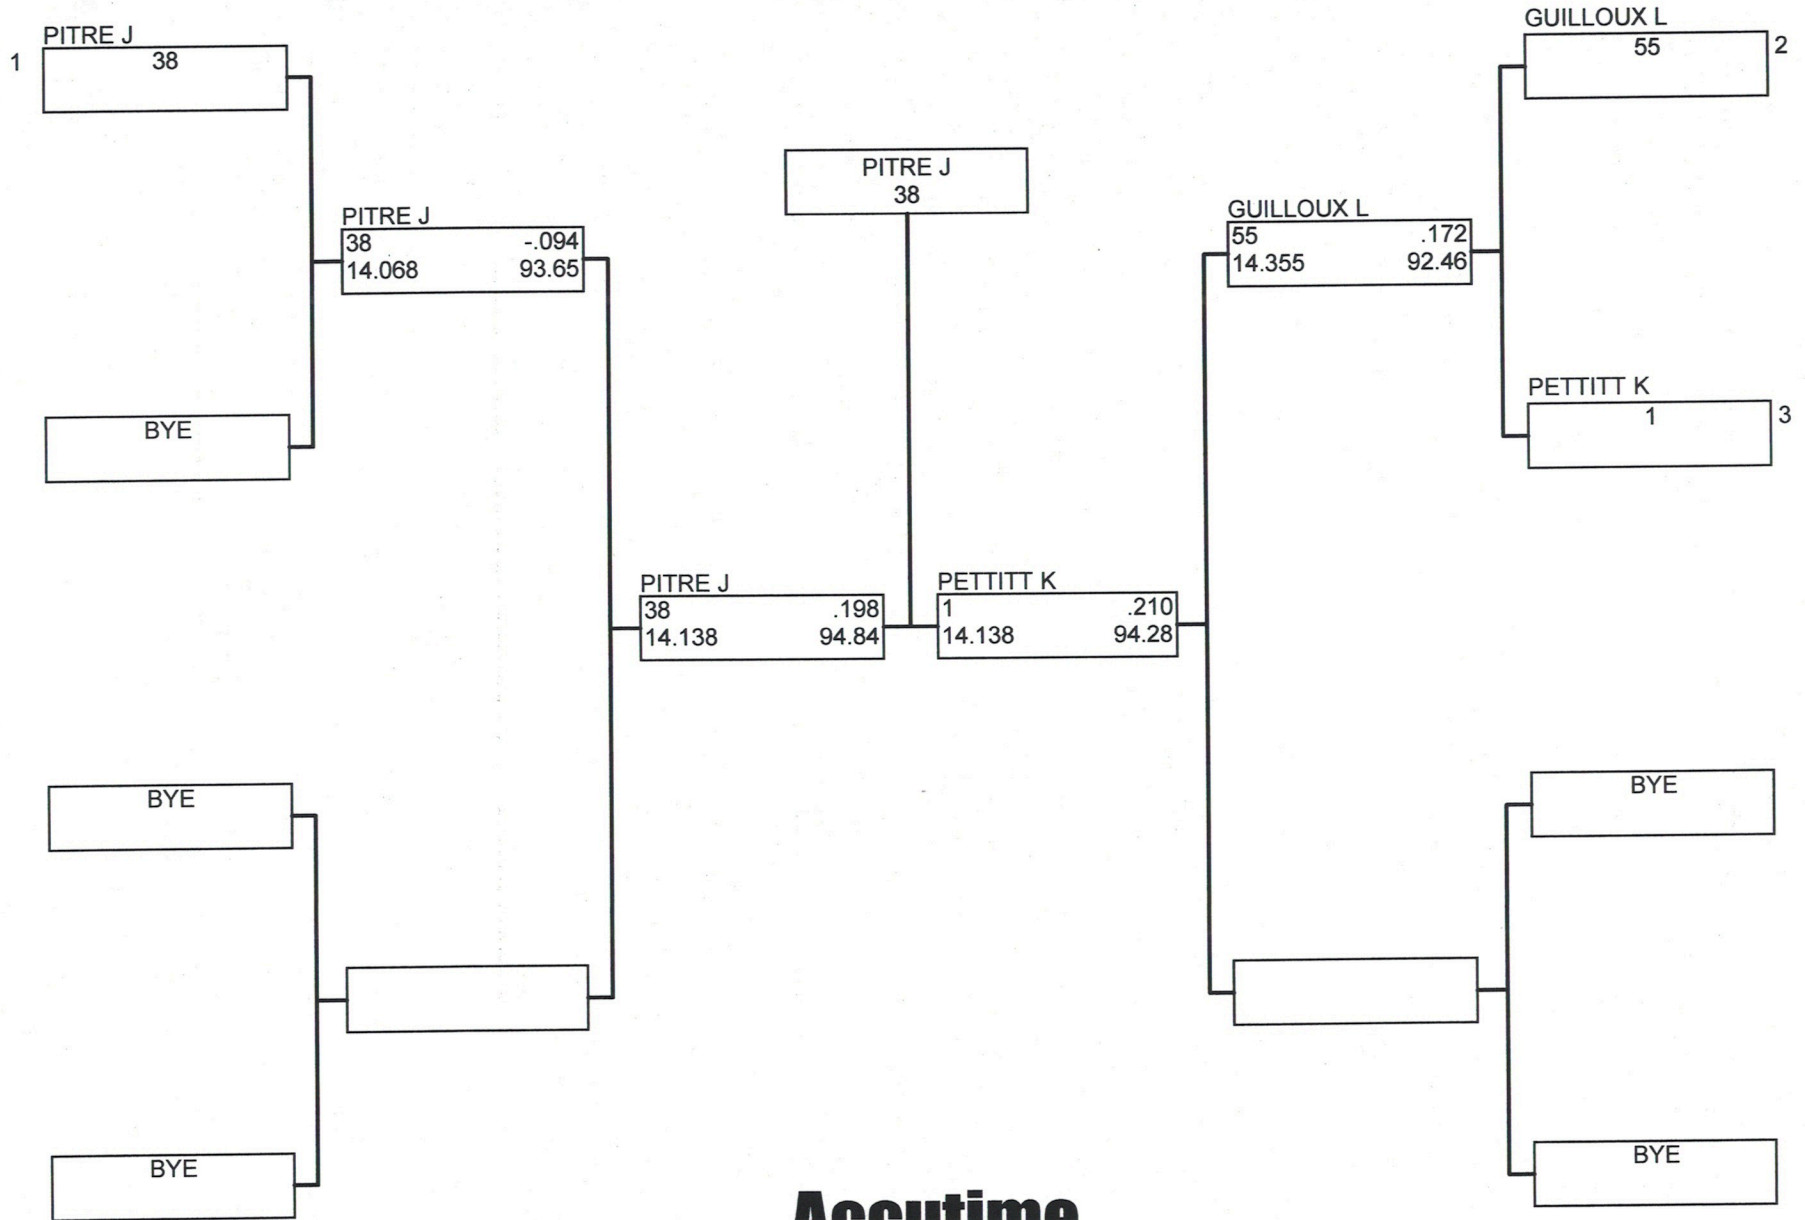 PITRE J
1
38
BYE
BYE
BYE
PITRE J
38 -.094
14.068 93.65
PITRE J
38 .198
14.138 94.84
PITRE J
38
PETTITT K
1 .210
14.138 94.28
GUILLOUX L
55 .172
14.355 92.46
GUILLOUX L
55
2
PETTITT K
1
3
BYE
BYE
Accutime